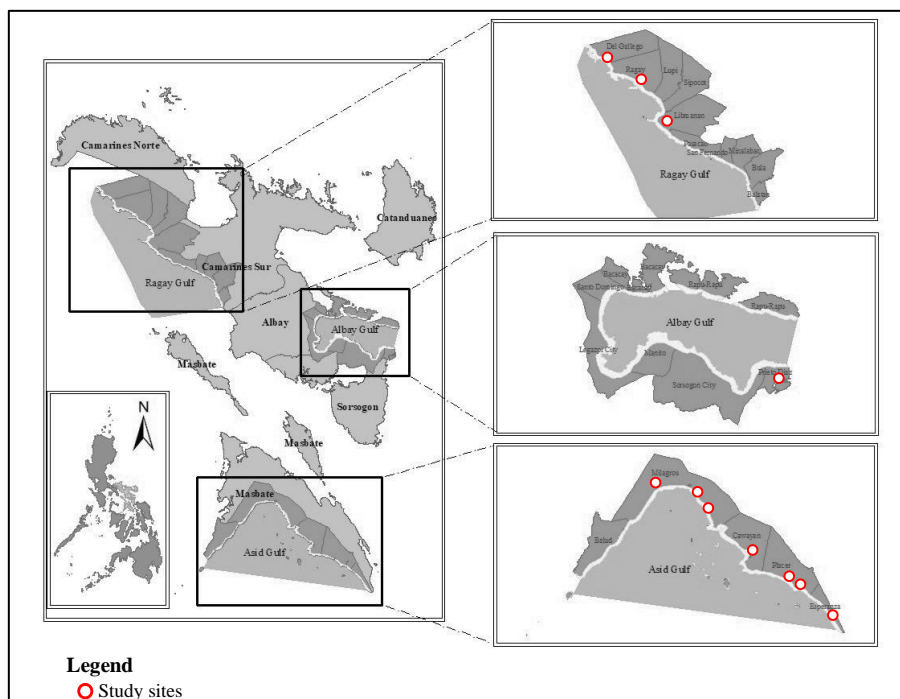 Camarines Norte
Catanduanes
Camarines Sur
Ragay Gulf
Albay
Albay Gulf
Masbate
Sorsogon
Masbate
Masbate
Asid Gulf
N
Del Gallego
Ragay
Lupi
Sipocot
Libmanan
San Fernando
Minalabac
Bula
Balatan
Ragay Gulf
Bacacay
Bacacay
Rapu-Rapu
Santo Domingo
Rapu-Rapu
Albay Gulf
Legazpi City
Manito
Prieto Diaz
Sorsogon City
Milagros
Balud
Cawayan
Asid Gulf
Placer
Esperanza
Legend
Study sites